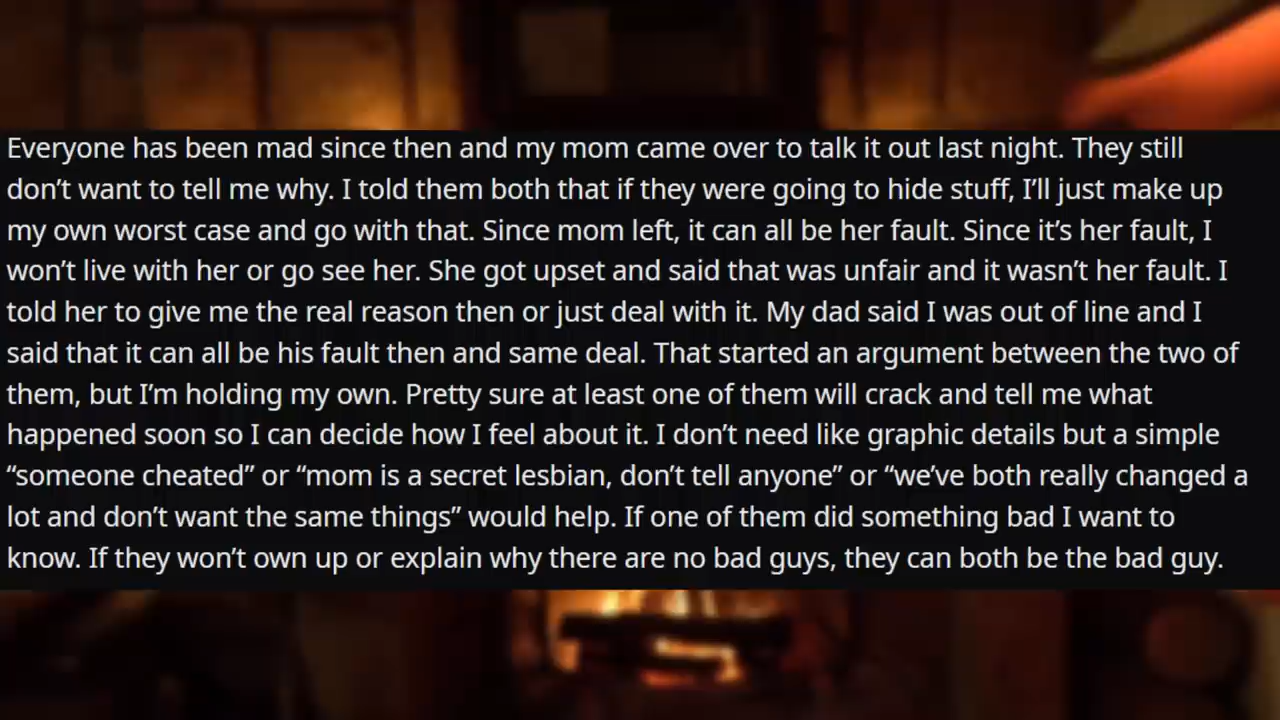 Everyone has been mad since then and my mom came over to talk it out last night. They still
don’t want to tell me why. I told them both that if they were going to hide stuff, I’ll just make up
my own worst case and go with that. Since mom left, it can all be her fault. Since it’s her fault, I
won’t live with her or go see her. She got upset and said that was unfair and it wasn’t her fault. I
told her to give me the real reason then or just deal with it. My dad said I was out of line and I
said that it can all be his fault then and same deal. That started an argument between the two of
them, but I’m holding my own. Pretty sure at least one of them will crack and tell me what
happened soon so I can decide how I feel about it. I don’t need like graphic details but a simple
“someone cheated” or “mom is a secret lesbian, don’t tell anyone” or “we’ve both really changed a
lot and don’t want the same things” would help. If one of them did something bad I want to
know. If they won’t own up or explain why there are no bad guys, they can both be the bad guy.